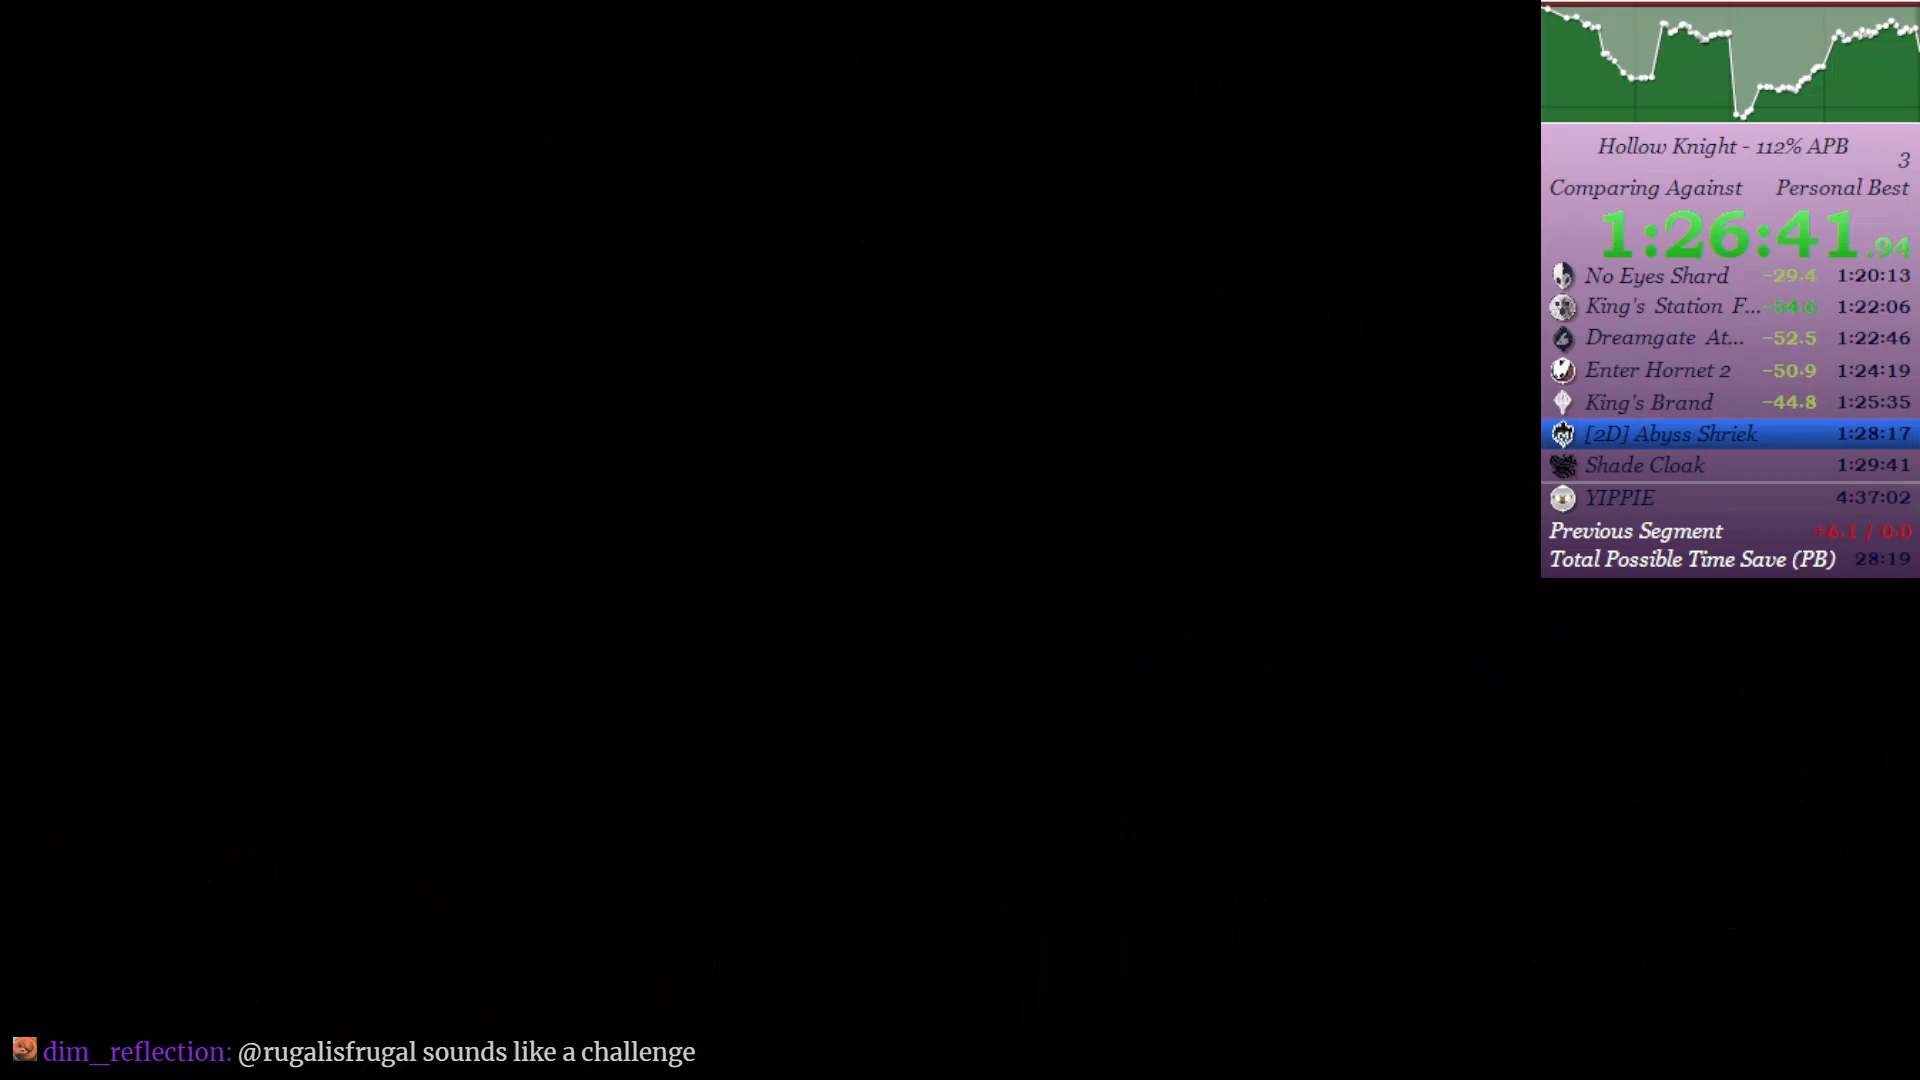 Hollow Knight - 112% APB
3
Comparing Against Personal Best
1:26:41.94
No Eyes Shard -29.4 1:20:13
King's Station F... -54.6 1:22:06
Dreamgate At... -52.5 1:22:46
Enter Hornet 2 -50.9 1:24:19
King's Brand -44.8 1:25:35
[2D] Abyss Shriek 1:28:17
Shade Cloak 1:29:41
YIPPIE 4:37:02
Previous Segment +6.1 / 0.0
Total Possible Time Save (PB) 28:19
dim_reflection: @rugalisfrugal sounds like a challenge